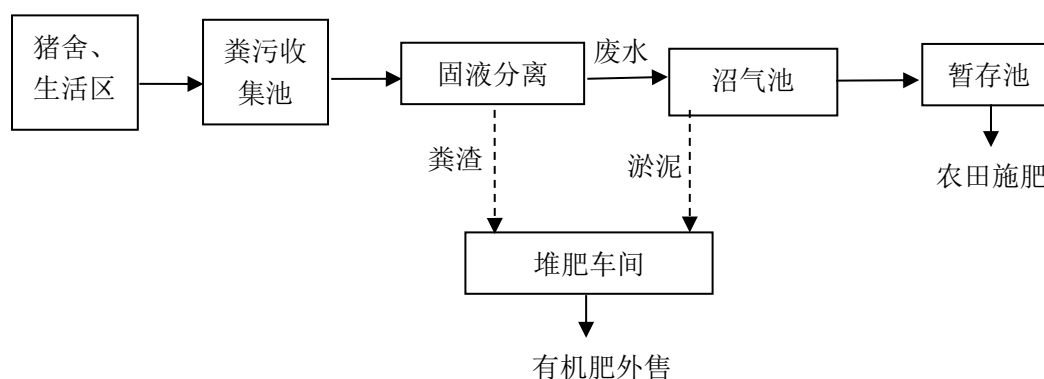 猪舍、
生活区
粪污收
集池
固液分离
废水
沼气池
暂存池
粪渣
淤泥
农田施肥
堆肥车间
有机肥外售